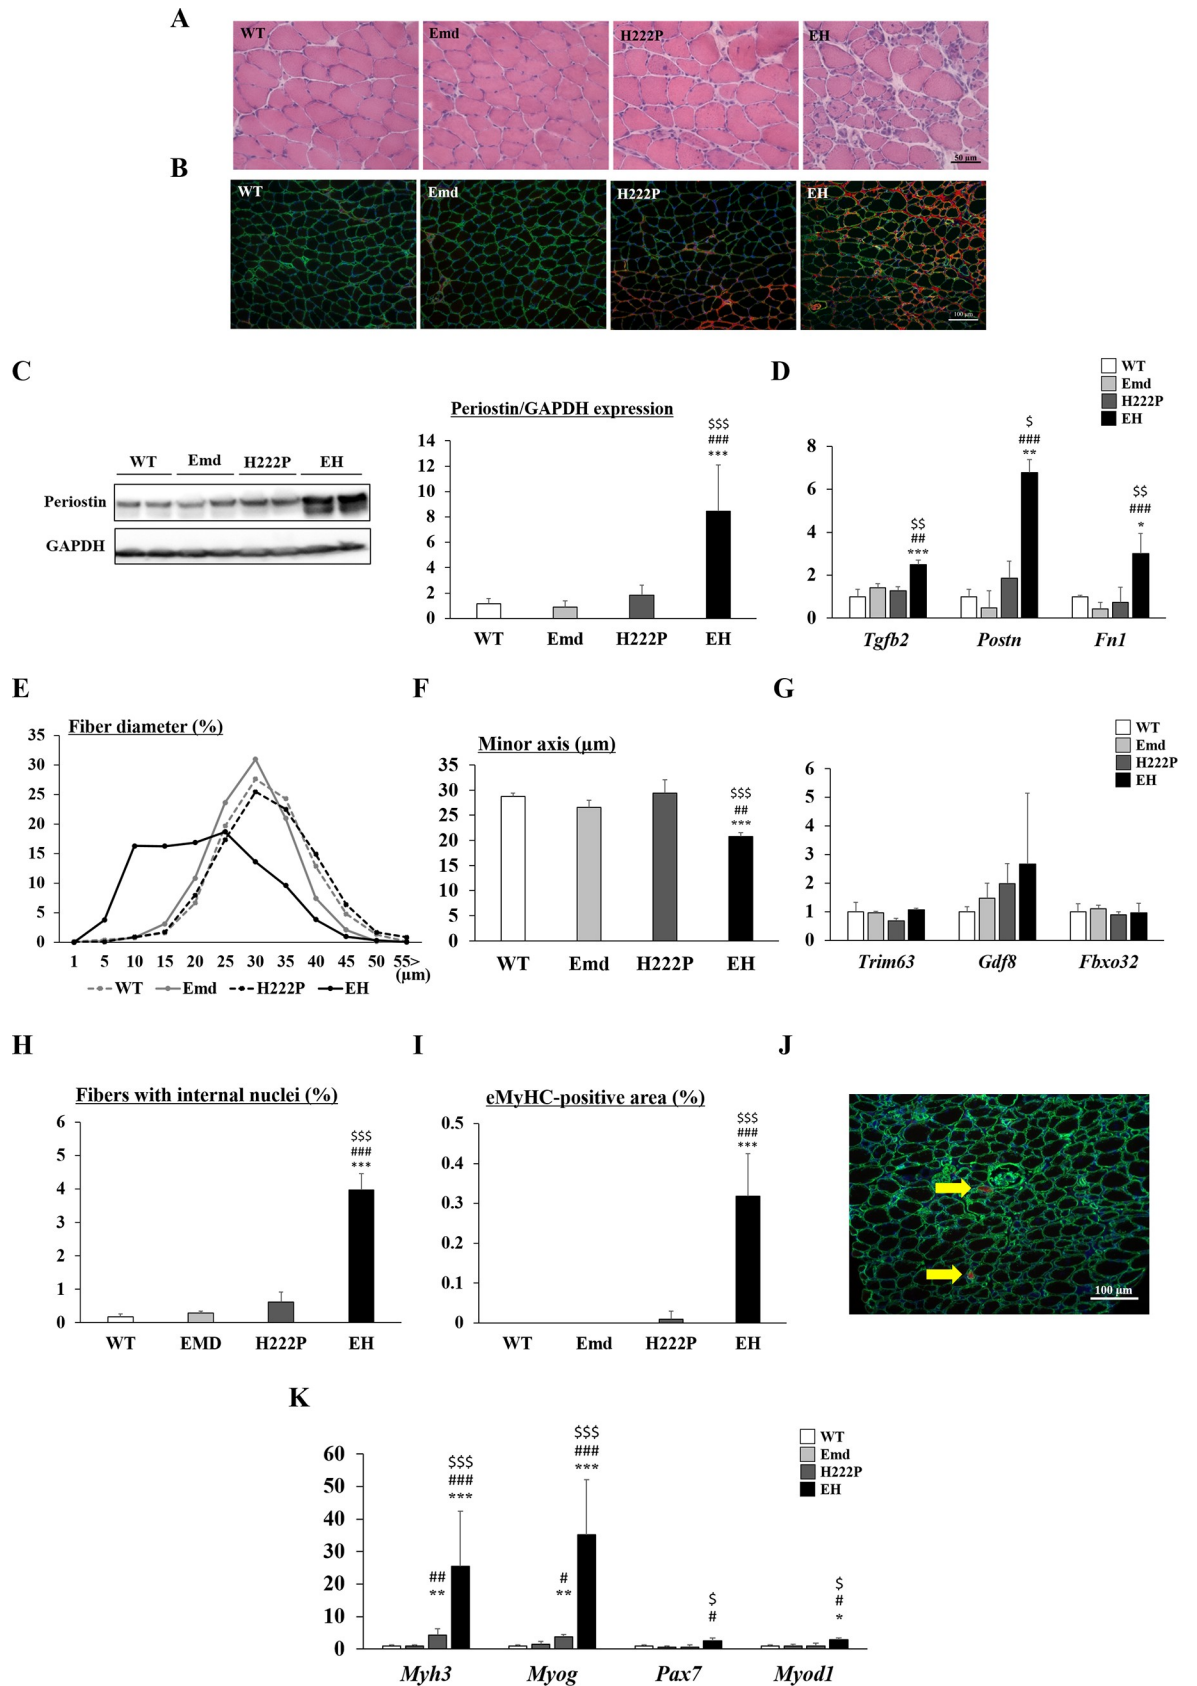 A
WT
Emd
H222P
EH
50 μm
B
WT
Emd
H222P
EH
100 μm
C
WT
Emd
H222P
EH
Periostin
GAPDH
Periostin/GAPDH expression
14
12
10
8
6
4
2
0
$$$
###
***
WT
Emd
H222P
EH
D
WT
Emd
H222P
EH
8
6
4
2
0
$$
##
***
$
###
**
$$
###
*
Tgfb2
Postn
Fn1
E
Fiber diameter (%)
35
30
25
20
15
10
5
0
1 5 10 15 20 25 30 35 40 45 50 55>
(μm)
WT Emd H222P EH
F
Minor axis (μm)
35
30
25
20
15
10
5
0
$$$
##
***
WT
Emd
H222P
EH
G
WT
Emd
H222P
EH
6
5
4
3
2
1
0
Trim63
Gdf8
Fbxo32
H
Fibers with internal nuclei (%)
6
5
4
3
2
1
0
$$$
###
***
WT
EMD
H222P
EH
I
eMyHC-positive area (%)
0.5
0.4
0.3
0.2
0.1
0
$$$
###
***
WT
Emd
H222P
EH
J
100 μm
K
WT
Emd
H222P
EH
60
50
40
30
20
10
0
##
**
$$$
###
***
#
**
$$$
###
***
$
#
$
#
*
Myh3
Myog
Pax7
Myod1